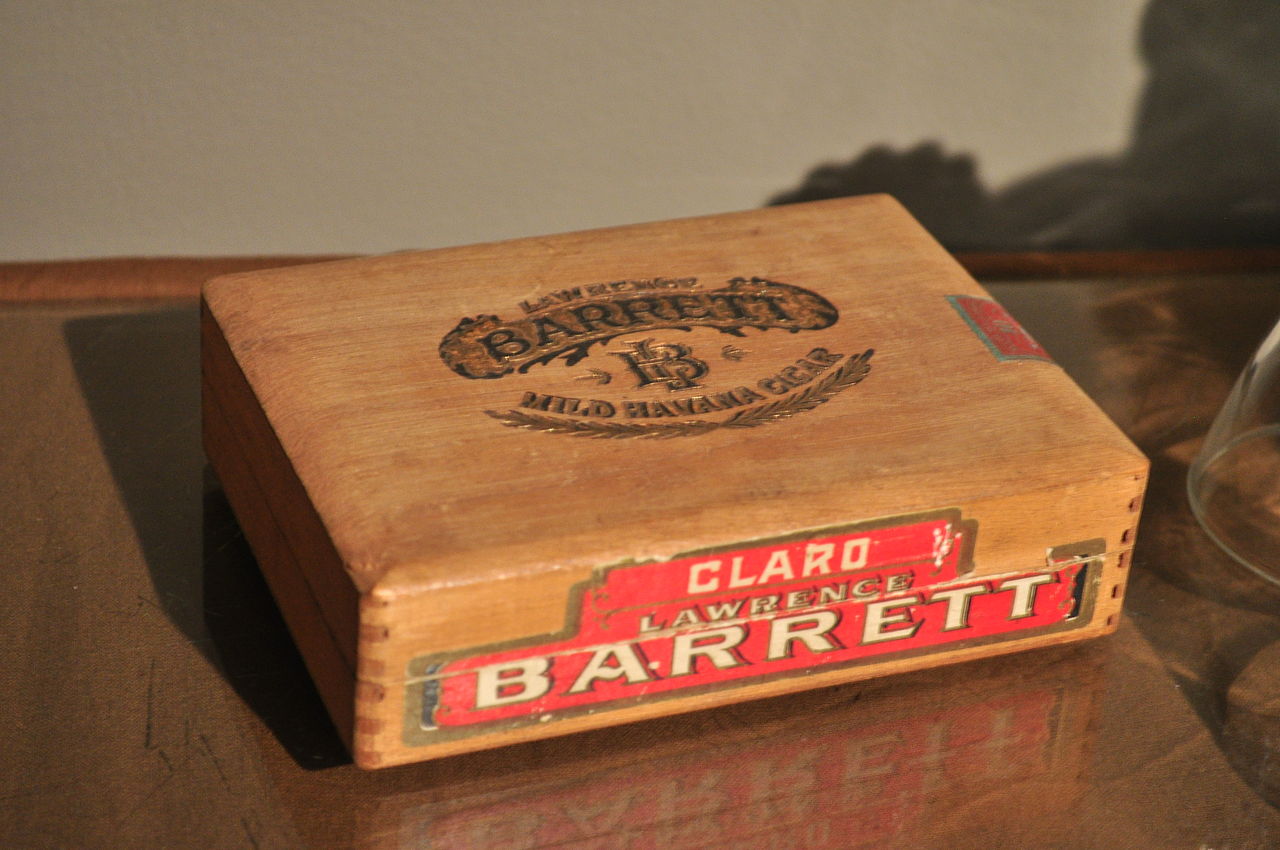 LAWRENCE
BARRETT
LB
MILD HAVANA CIGAR
CLARO
LAWRENCE
BARRETT